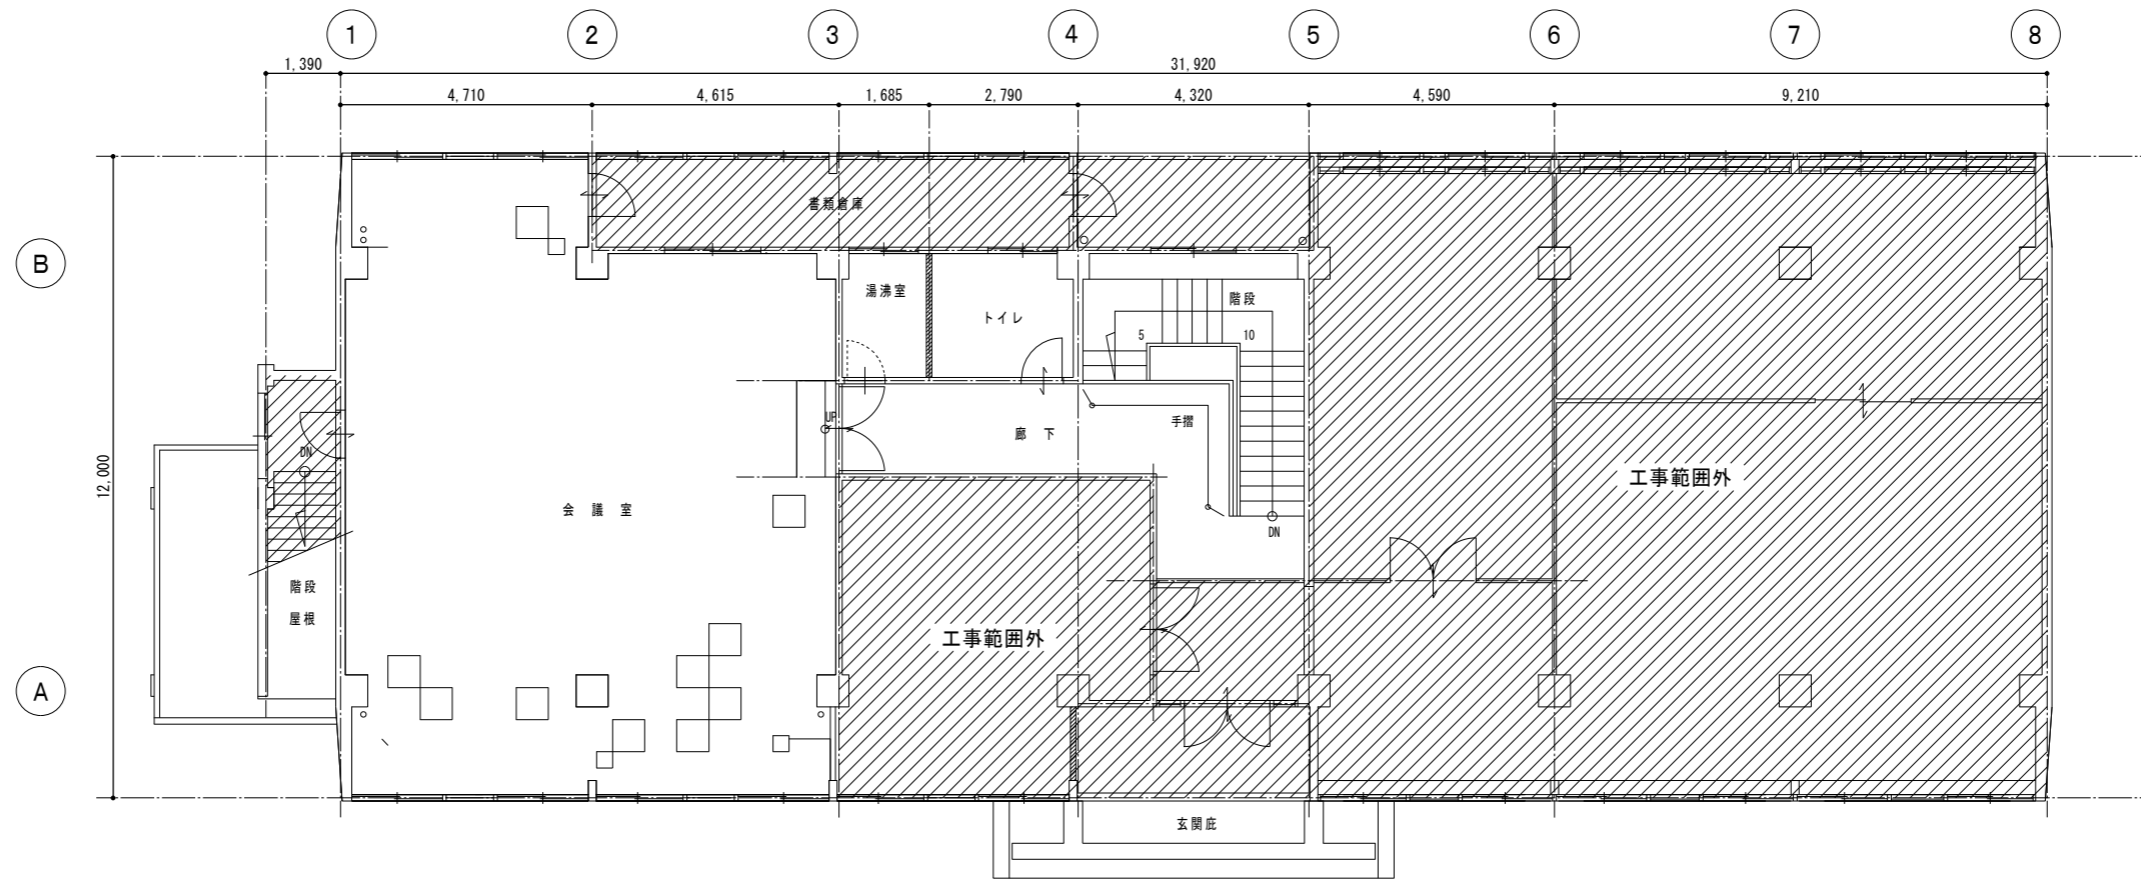 1 2 3 4 5 6 7 8
1,390 31,920
4,710 4,615 1,685 2,790 4,320 4,590 9,210
書類倉庫
B
湯沸室
階段
トイレ
5 10
UP
手摺
廊 下
DN
12,000
工事範囲外
会 議 室
DN
階段
屋根
工事範囲外
A
玄関庇